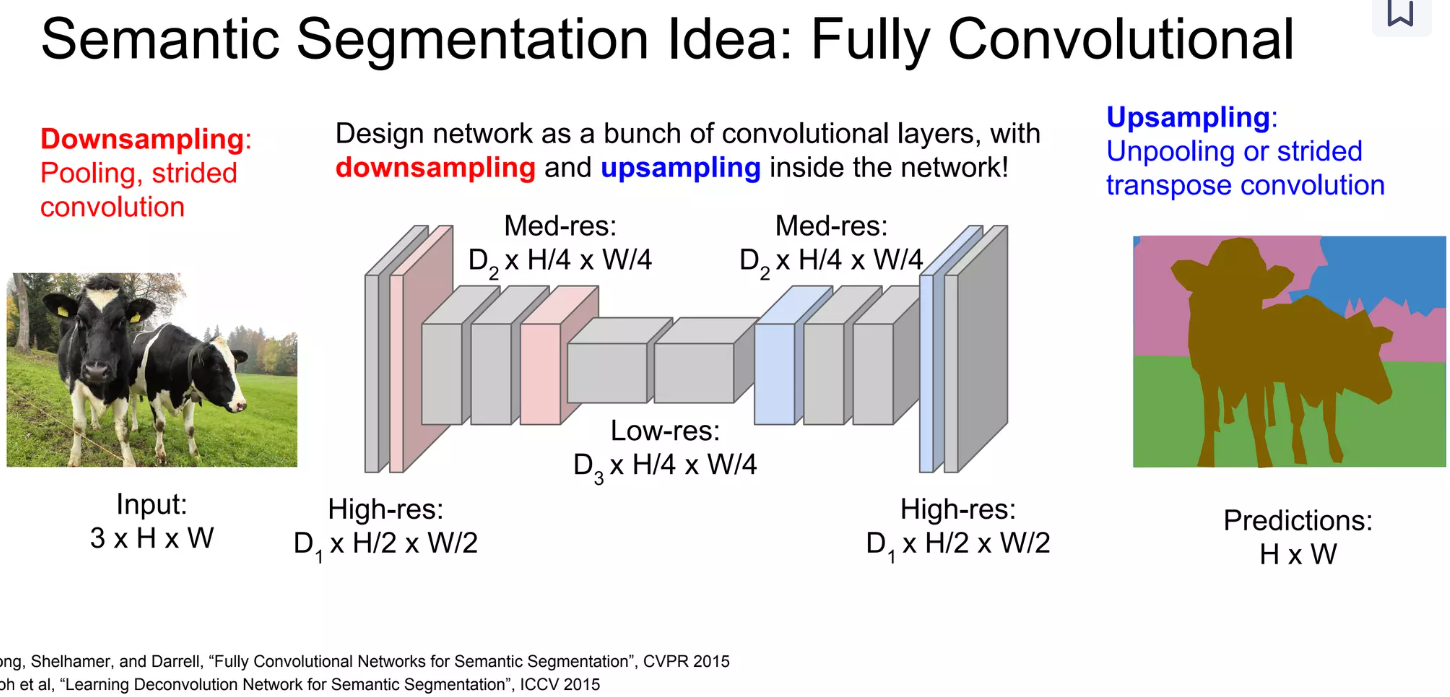 Semantic Segmentation Idea: Fully Convolutional
Downsampling:
Pooling, strided
convolution
Design network as a bunch of convolutional layers, with
downsampling and upsampling inside the network!
Upsampling:
Unpooling or strided
transpose convolution
Med-res:
D2 x H/4 x W/4
Med-res:
D2 x H/4 x W/4
Low-res:
D3 x H/4 x W/4
Input:
3 x H x W
High-res:
D1 x H/2 x W/2
High-res:
D1 x H/2 x W/2
Predictions:
H x W
ong, Shelhamer, and Darrell, “Fully Convolutional Networks for Semantic Segmentation”, CVPR 2015
oh et al, “Learning Deconvolution Network for Semantic Segmentation”, ICCV 2015